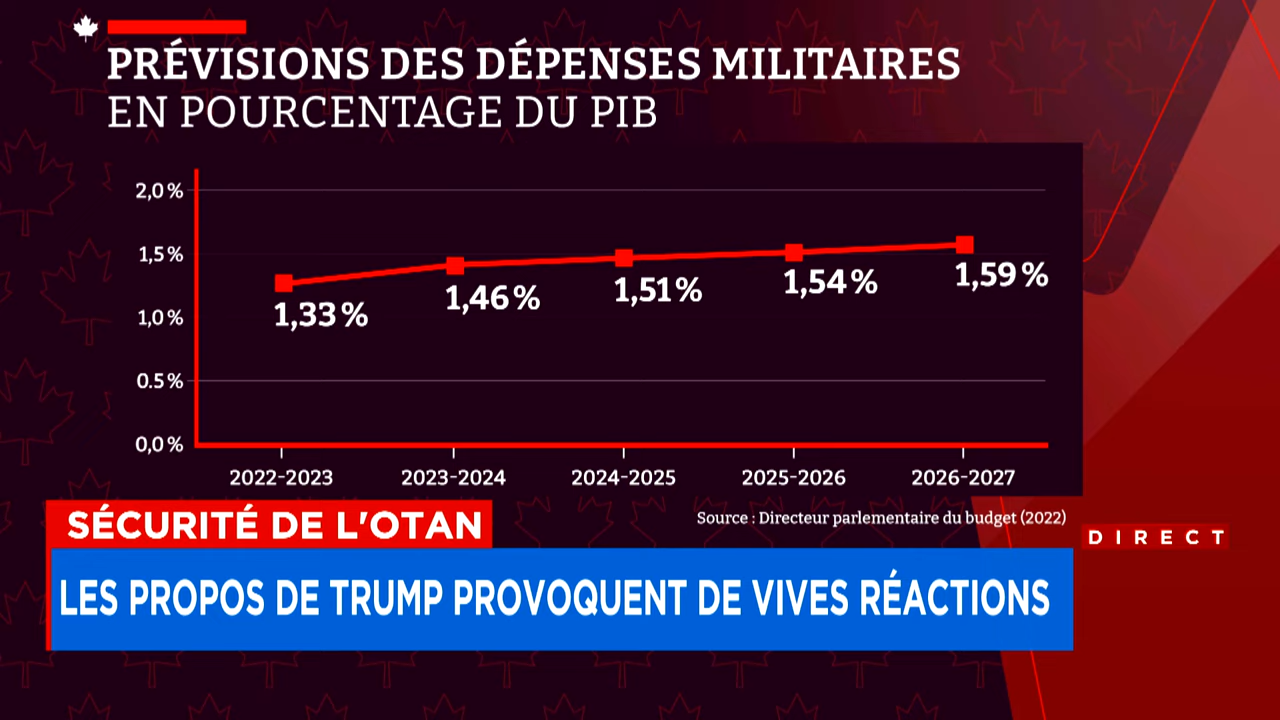 PRÉVISIONS DES DÉPENSES MILITAIRES
EN POURCENTAGE DU PIB
2,0 %
1,5 %
1,0 %
0.5 %
0,0 %
1,33 %
1,46 %
1,51 %
1,54 %
1,59 %
2022-2023
2023-2024
2024-2025
2025-2026
2026-2027
Source : Directeur parlementaire du budget (2022)
SÉCURITÉ DE L'OTAN
DIRECT
LES PROPOS DE TRUMP PROVOQUENT DE VIVES RÉACTIONS